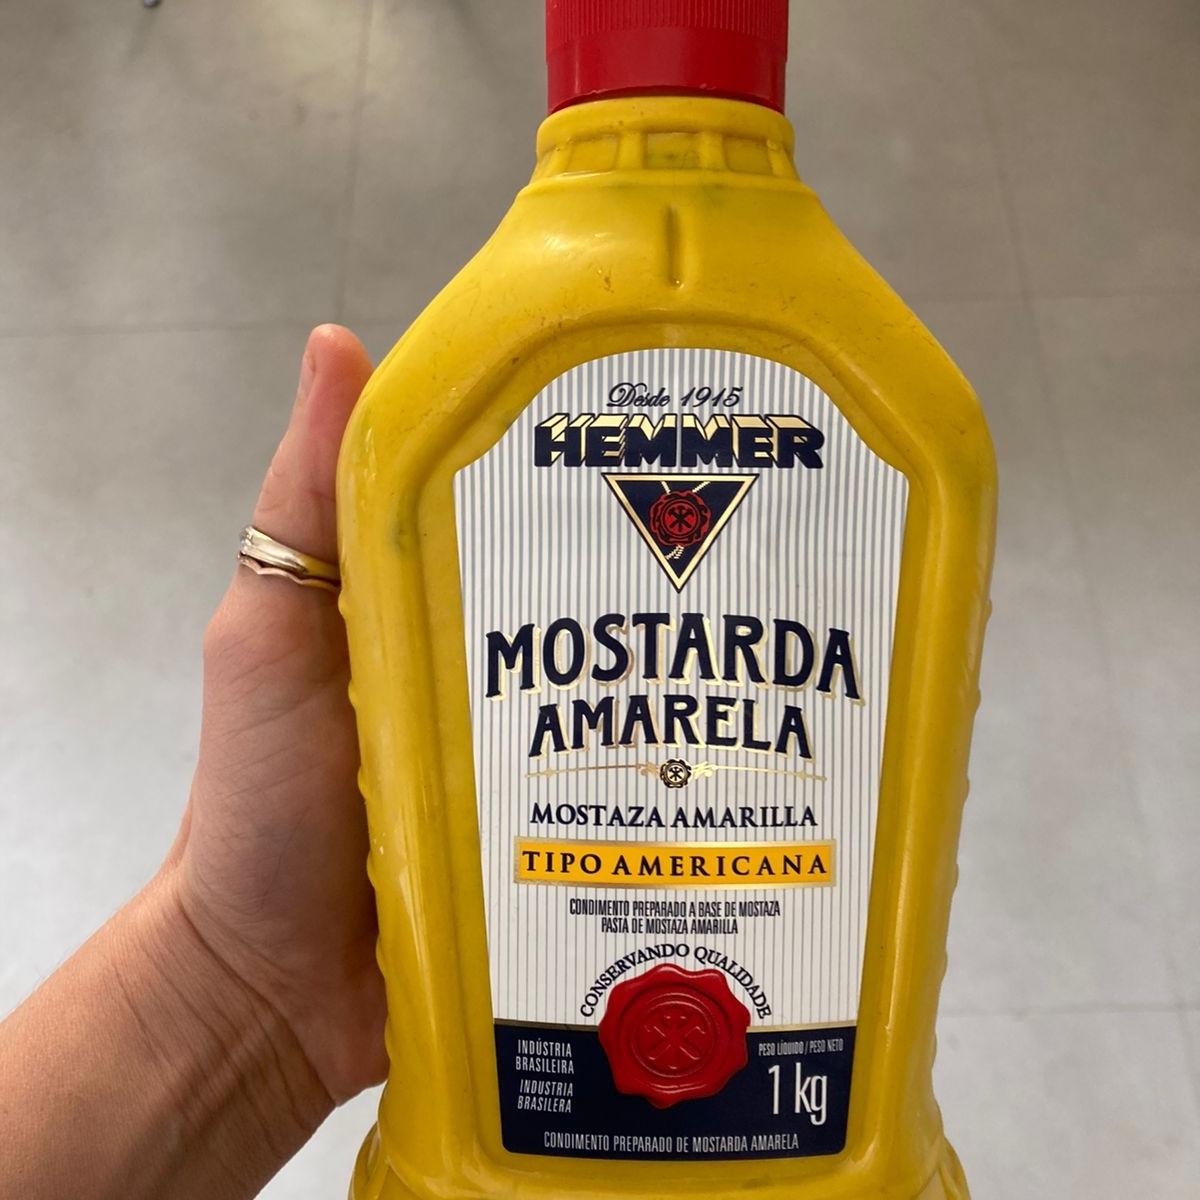 Desde 1915
HEMMER
MOSTARDA
AMARELA
MOSTAZA AMARILLA
TIPO AMERICANA
CONDIMENTO PREPARADO A BASE DE MOSTAZA
PASTA DE MOSTAZA AMARILLA
CONSERVANDO QUALIDADE
INDÚSTRIA
BRASILEIRA
INDUSTRIA
BRASILERA
PESO LÍQUIDO / PESO NETO
1 kg
CONDIMENTO PREPARADO DE MOSTARDA AMARELA